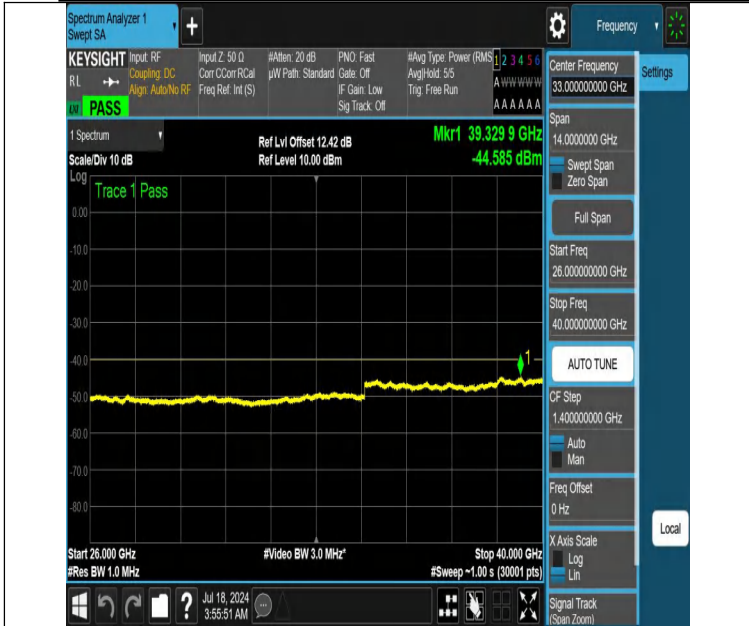 Spectrum Analyzer 1
Swept SA
+
Frequency
KEYSIGHT
RL
LXI PASS
Input: RF
Coupling: DC
Align: Auto/No RF
Input Z: 50 Ω
Corr CCorr RCal
Freq Ref: Int (S)
#Atten: 20 dB
µW Path: Standard
PNO: Fast
Gate: Off
IF Gain: Low
Sig Track: Off
#Avg Type: Power (RMS
Avg|Hold: 5/5
Trig: Free Run
1 2 3 4 5 6
A W W W W W
A A A A A A
1 Spectrum
Scale/Div 10 dB
Ref Lvl Offset 12.42 dB
Ref Level 10.00 dBm
Mkr1 39.329 9 GHz
-44.585 dBm
Log
Trace 1 Pass
0.00
-10.0
-20.0
-30.0
-40.0
-50.0
-60.0
-70.0
-80.0
1
Start 26.000 GHz
#Res BW 1.0 MHz
#Video BW 3.0 MHz*
Stop 40.000 GHz
#Sweep ~1.00 s (30001 pts)
Jul 18, 2024
3:55:51 AM
Center Frequency
33.000000000 GHz
Settings
Span
14.0000000 GHz
Swept Span
Zero Span
Full Span
Start Freq
26.000000000 GHz
Stop Freq
40.000000000 GHz
AUTO TUNE
CF Step
1.400000000 GHz
Auto
Man
Freq Offset
0 Hz
X Axis Scale
Log
Lin
Local
Signal Track
(Span Zoom)